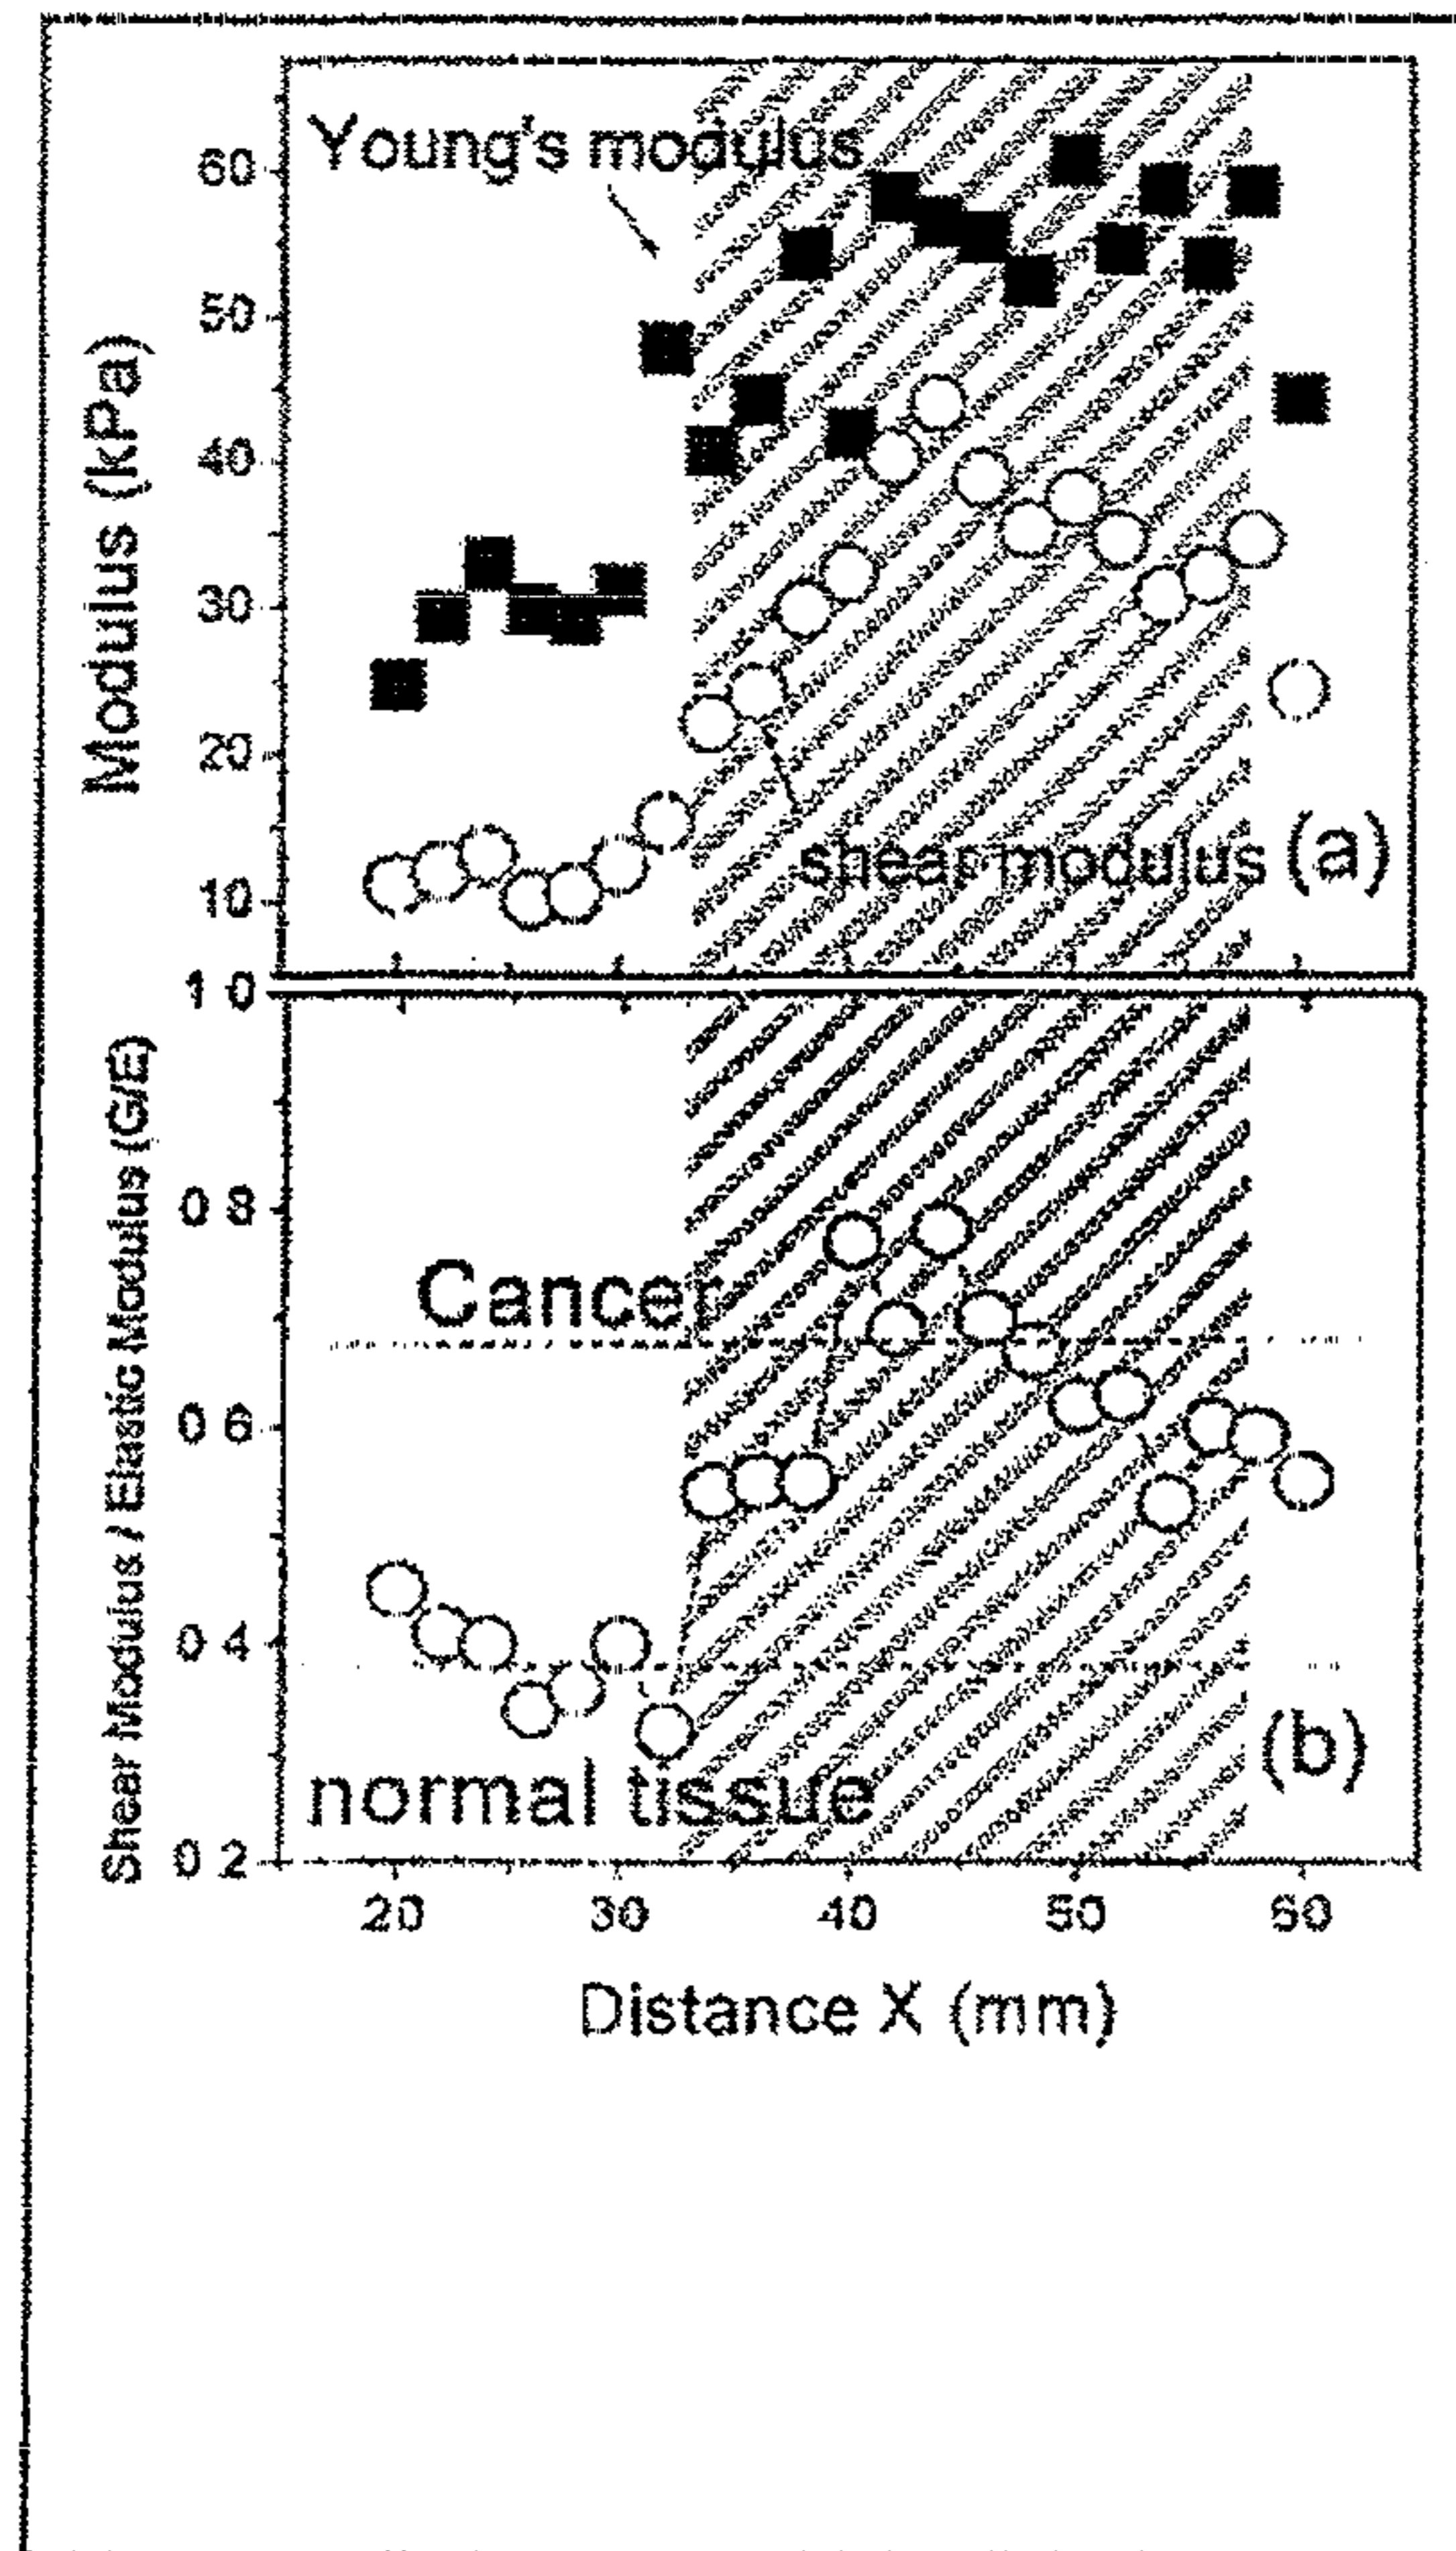 Young's modulus
60
50
40
30
20
10
Modulus (kPa)
shear modulus (a)
1 0
0 8
0 6
0 4
0 2
Shear Modulus / Elastic Modulus (G/E)
Cancer
normal tissue
(b)
20 30 40 50 60
Distance X (mm)